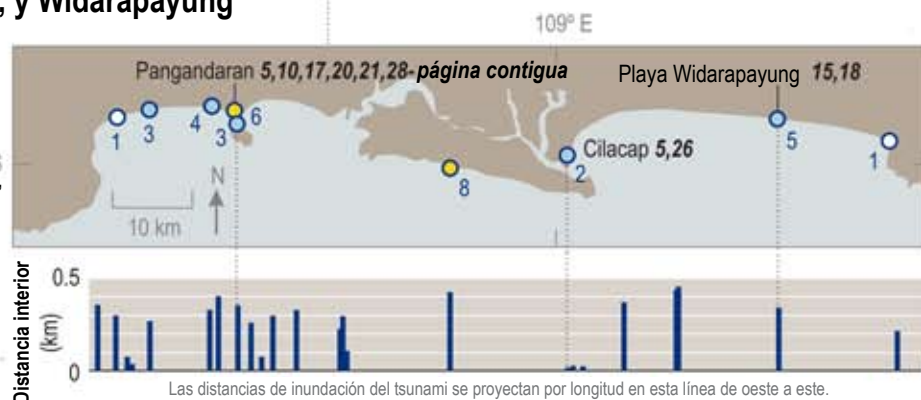 , y Widarapayung
109º E
Pangandaran 5,10,17,20,21,28-página contigua
Playa Widarapayung 15,18
1
3
4
3
6
8
2
Cilacap 5,26
5
1
N
10 km
Distancia interior
(km)
0.5
0
Las distancias de inundación del tsunami se proyectan por longitud en esta línea de oeste a este.